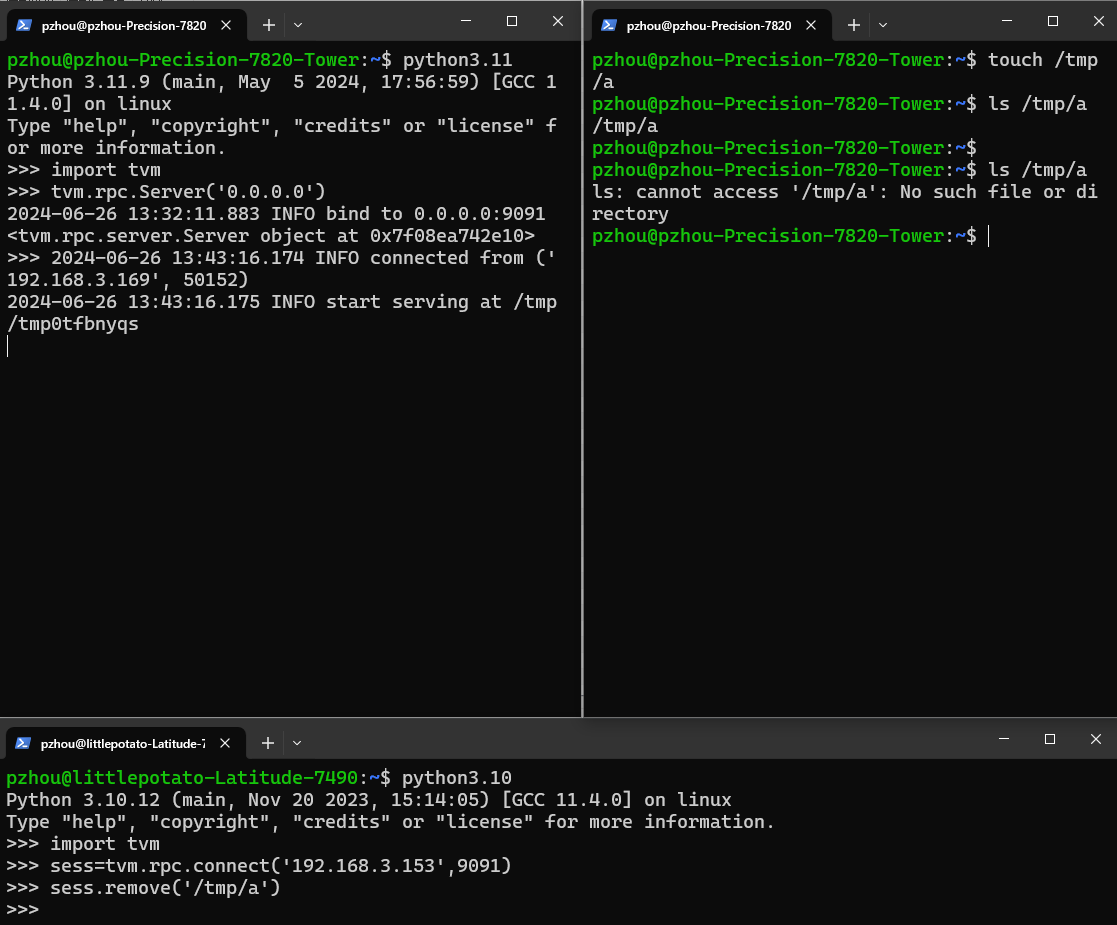 pzhou@pzhou-Precision-7820
pzhou@pzhou-Precision-7820-Tower:~$ python3.11
Python 3.11.9 (main, May  5 2024, 17:56:59) [GCC 1
1.4.0] on linux
Type "help", "copyright", "credits" or "license" f
or more information.
>>> import tvm
>>> tvm.rpc.Server('0.0.0.0')
2024-06-26 13:32:11.883 INFO bind to 0.0.0.0:9091
<tvm.rpc.server.Server object at 0x7f08ea742e10>
>>> 2024-06-26 13:43:16.174 INFO connected from ('
192.168.3.169', 50152)
2024-06-26 13:43:16.175 INFO start serving at /tmp
/tmp0tfbnyqs
pzhou@pzhou-Precision-7820
pzhou@pzhou-Precision-7820-Tower:~$ touch /tmp
/a
pzhou@pzhou-Precision-7820-Tower:~$ ls /tmp/a
/tmp/a
pzhou@pzhou-Precision-7820-Tower:~$
pzhou@pzhou-Precision-7820-Tower:~$ ls /tmp/a
ls: cannot access '/tmp/a': No such file or di
rectory
pzhou@pzhou-Precision-7820-Tower:~$
pzhou@littlepotato-Latitude-7
pzhou@littlepotato-Latitude-7490:~$ python3.10
Python 3.10.12 (main, Nov 20 2023, 15:14:05) [GCC 11.4.0] on linux
Type "help", "copyright", "credits" or "license" for more information.
>>> import tvm
>>> sess=tvm.rpc.connect('192.168.3.153',9091)
>>> sess.remove('/tmp/a')
>>>